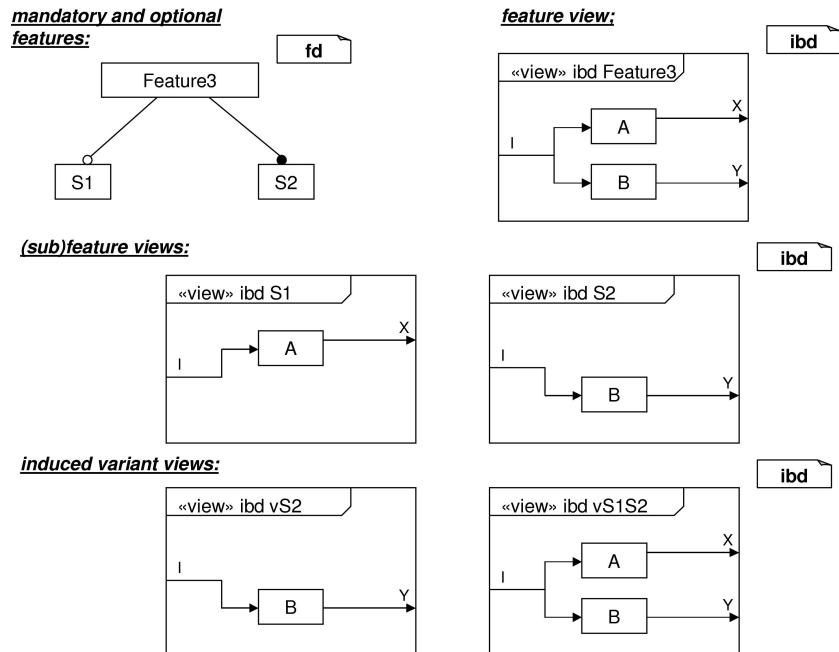 mandatory and optional
features:
fd
Feature3
S1
S2
feature view;
ibd
«view» ibd Feature3
I
A
X
B
Y
(sub)feature views:
ibd
«view» ibd S1
I
A
X
«view» ibd S2
I
B
Y
induced variant views:
ibd
«view» ibd vS2
I
B
Y
«view» ibd vS1S2
I
A
X
B
Y